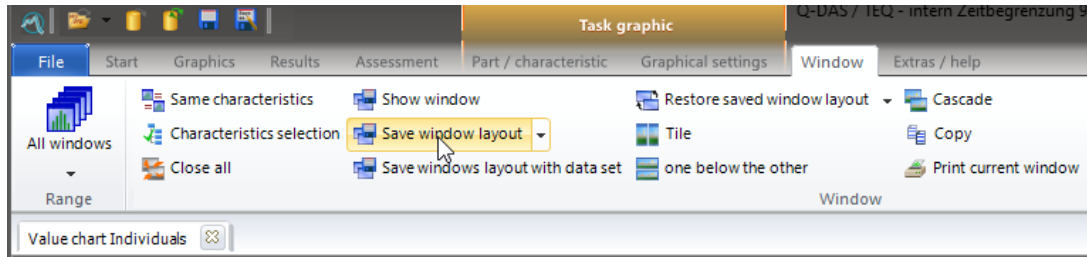 Q-DAS / TEQ - intern Zeitbegrenzung 9
Task graphic
File Start Graphics Results Assessment Part / characteristic Graphical settings Window Extras / help
Same characteristics Show window Restore saved window layout Cascade
All windows Characteristics selection Save window layout Tile Copy
Close all Save windows layout with data set one below the other Print current window
Range Window
Value chart Individuals